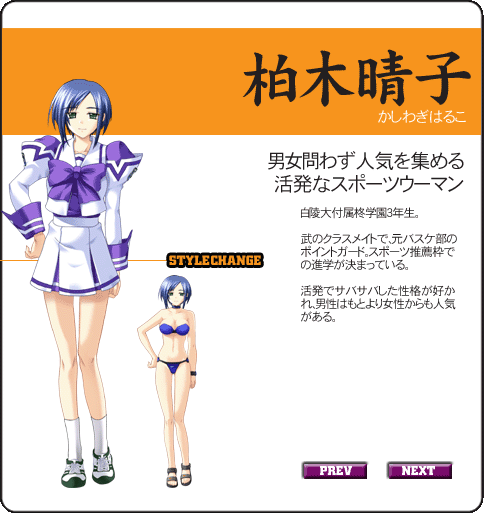 柏木晴子
かしわぎはるこ
男女問わず人気を集める
活発なスポーツウーマン
白陵大付属柊学園3年生。
武のクラスメイトで、元バスケ部の
ポイントガード。スポーツ推薦枠で
の進学が決まっている。
活発でサバサバした性格が好か
れ、男性はもとより女性からも人気
がある。
STYLECHANGE
PREV
NEXT